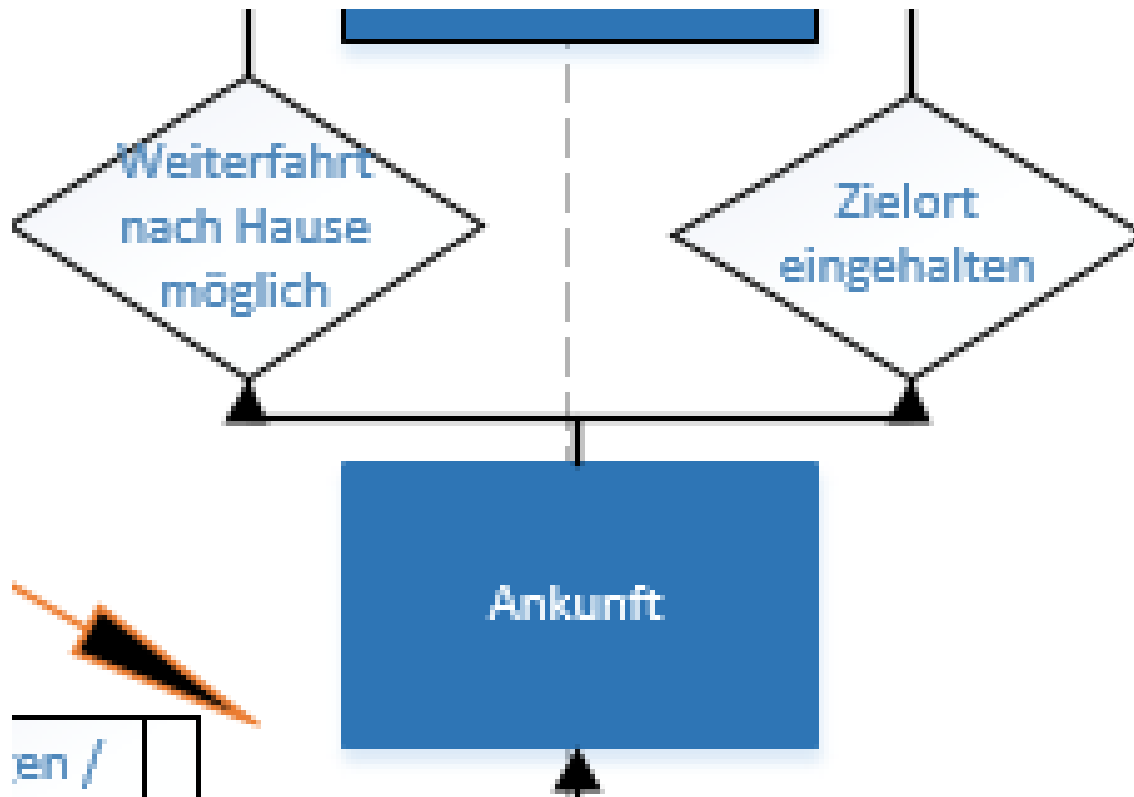 Weiterfahrt
nach Hause
möglich
Zielort
eingehalten
Ankunft
/